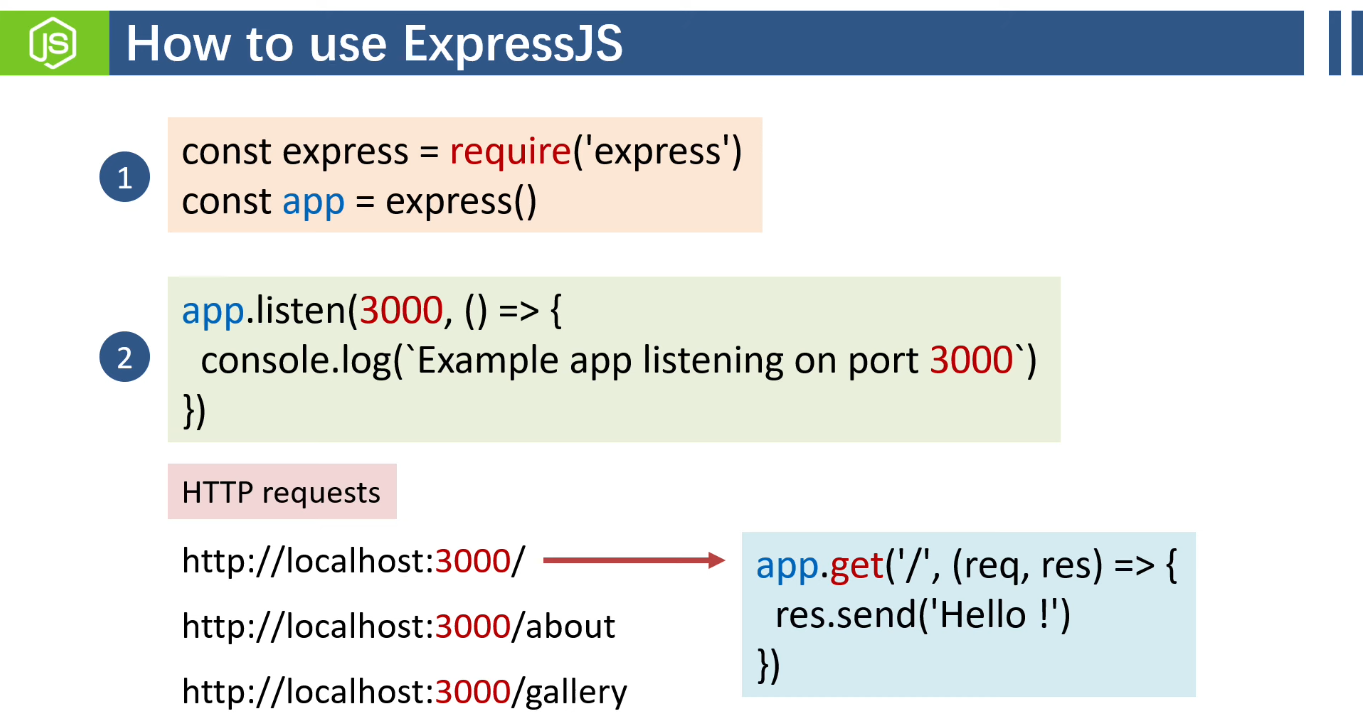 JS
How to use ExpressJS
1
const express = require('express')
const app = express()
2
app.listen(3000, () => {
console.log(`Example app listening on port 3000`)
})
HTTP requests
http://localhost:3000/
http://localhost:3000/about
http://localhost:3000/gallery
app.get('/', (req, res) => {
res.send('Hello !')
})